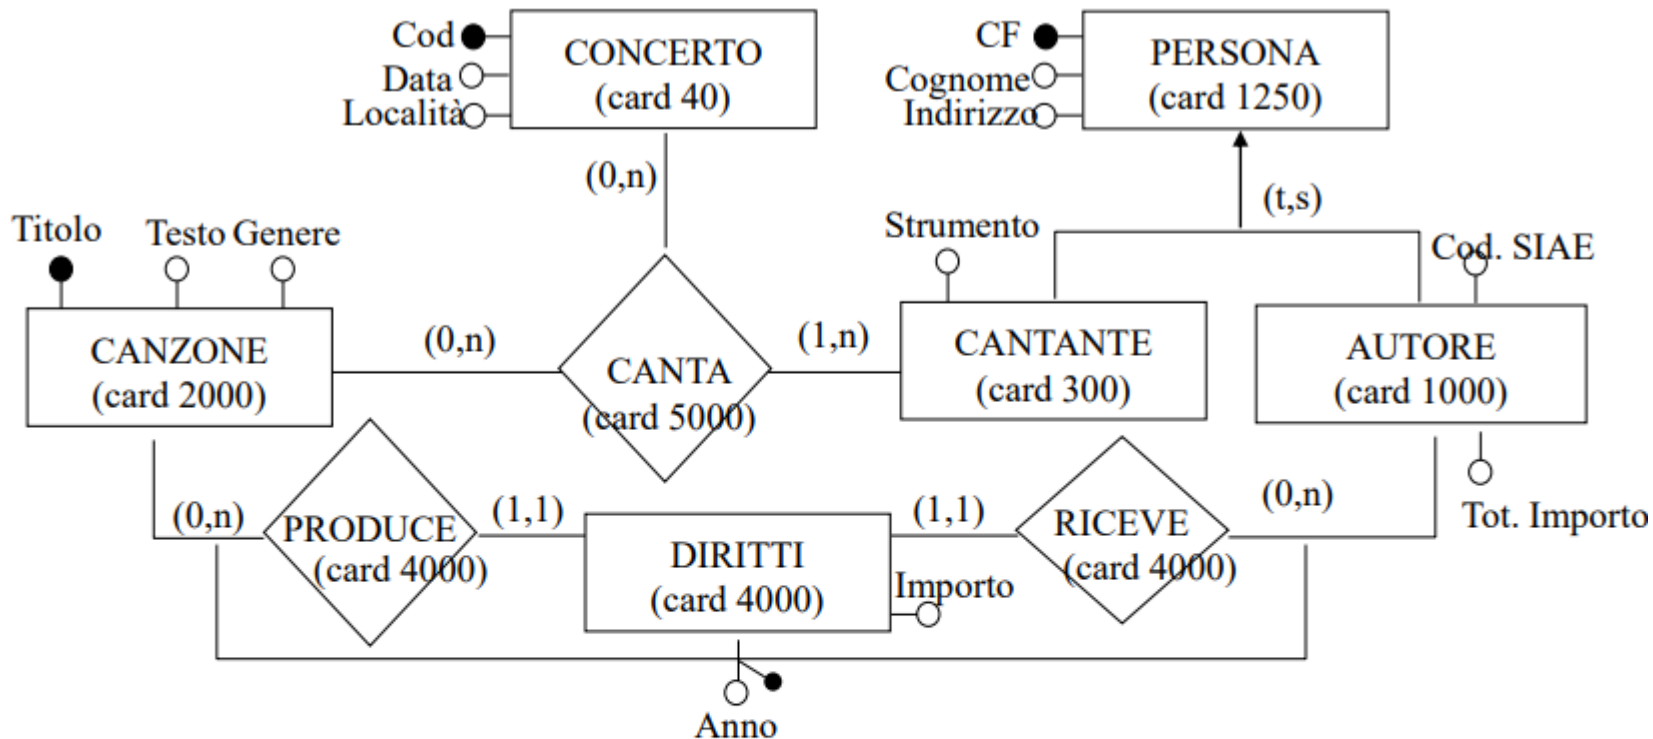 Cod
CONCERTO
Data
(card 40)
Località
CF
PERSONA
Cognome
(card 1250)
Indirizzo
(0,n)
(t,s)
Titolo
Testo
Genere
Strumento
Cod. SIAE
CANZONE
(card 2000)
(0,n)
CANTA
(card 5000)
(1,n)
CANTANTE
(card 300)
AUTORE
(card 1000)
(0,n)
PRODUCE
(card 4000)
(1,1)
DIRITTI
(card 4000)
(1,1)
Importo
RICEVE
(card 4000)
(0,n)
Tot. Importo
Anno